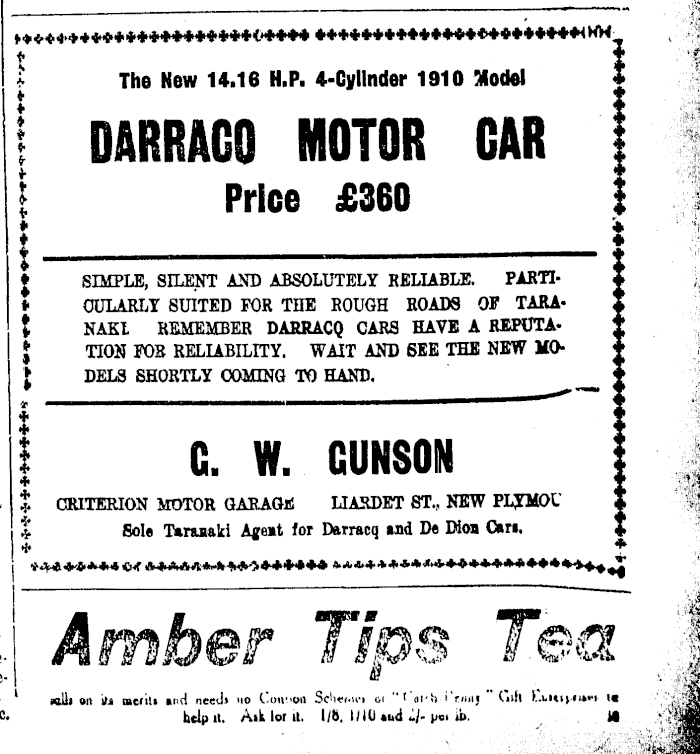 The New 14.16 H.P. 4-Cylinder 1910 Model
DARRACQ MOTOR CAR
Price £360
SIMPLE, SILENT AND ABSOLUTELY RELIABLE. PARTI-
CULARLY SUITED FOR THE ROUGH ROADS OF TARA-
NAKI. REMEMBER DARRACQ CARS HAVE A REPUTA-
TION FOR RELIABILITY. WAIT AND SEE THE NEW MO-
DELS SHORTLY COMING TO HAND.
G. W. GUNSON
CRITERION MOTOR GARAGE LIARDET ST., NEW PLYMOU
Sole Taranaki Agent for Darracq and De Dion Cars.
Amber Tips Tea
sells on its merits and needs no Coupon Schemes or "Catch Penny" Gift Enterprises to
help it. Ask for it. 1/8, 1/10 and 2/- per lb.